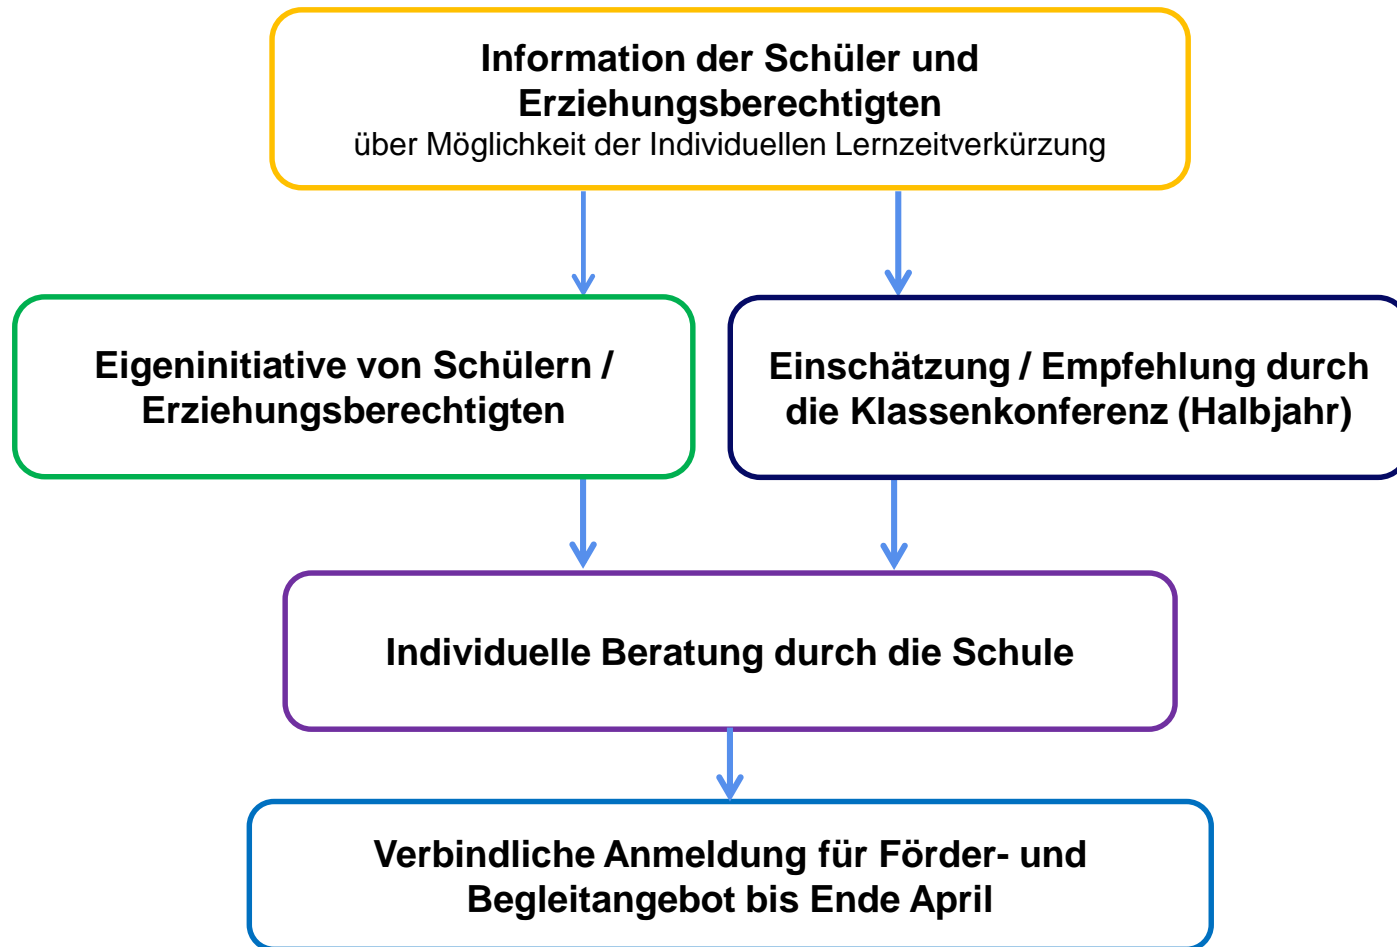 Information der Schüler und
Erziehungsberechtigten
über Möglichkeit der Individuellen Lernzeitverkürzung
Eigeninitiative von Schülern /
Erziehungsberechtigten
Einschätzung / Empfehlung durch
die Klassenkonferenz (Halbjahr)
Individuelle Beratung durch die Schule
Verbindliche Anmeldung für Förder- und
Begleitangebot bis Ende April